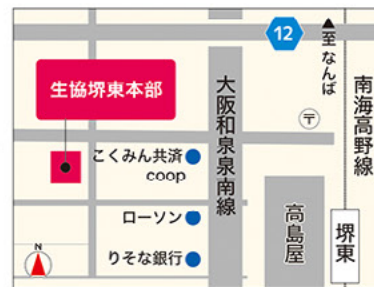 12
▲至 なんば
生協堺東本部
大阪和泉泉南線
〒
南海高野線
こくみん共済
coop
ローソン
高島屋
堺東
りそな銀行
N